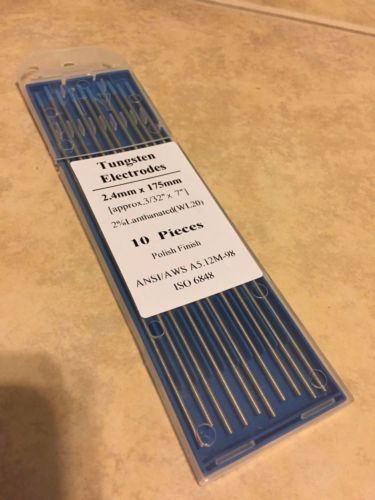 Tungsten
Electrodes
2.4mm x 175mm
[approx.3/32" x 7"]
2%Lanthanated(WL20)
10 Pieces
Polish Finish
ANSI/AWS A5.12M-98
ISO 6848